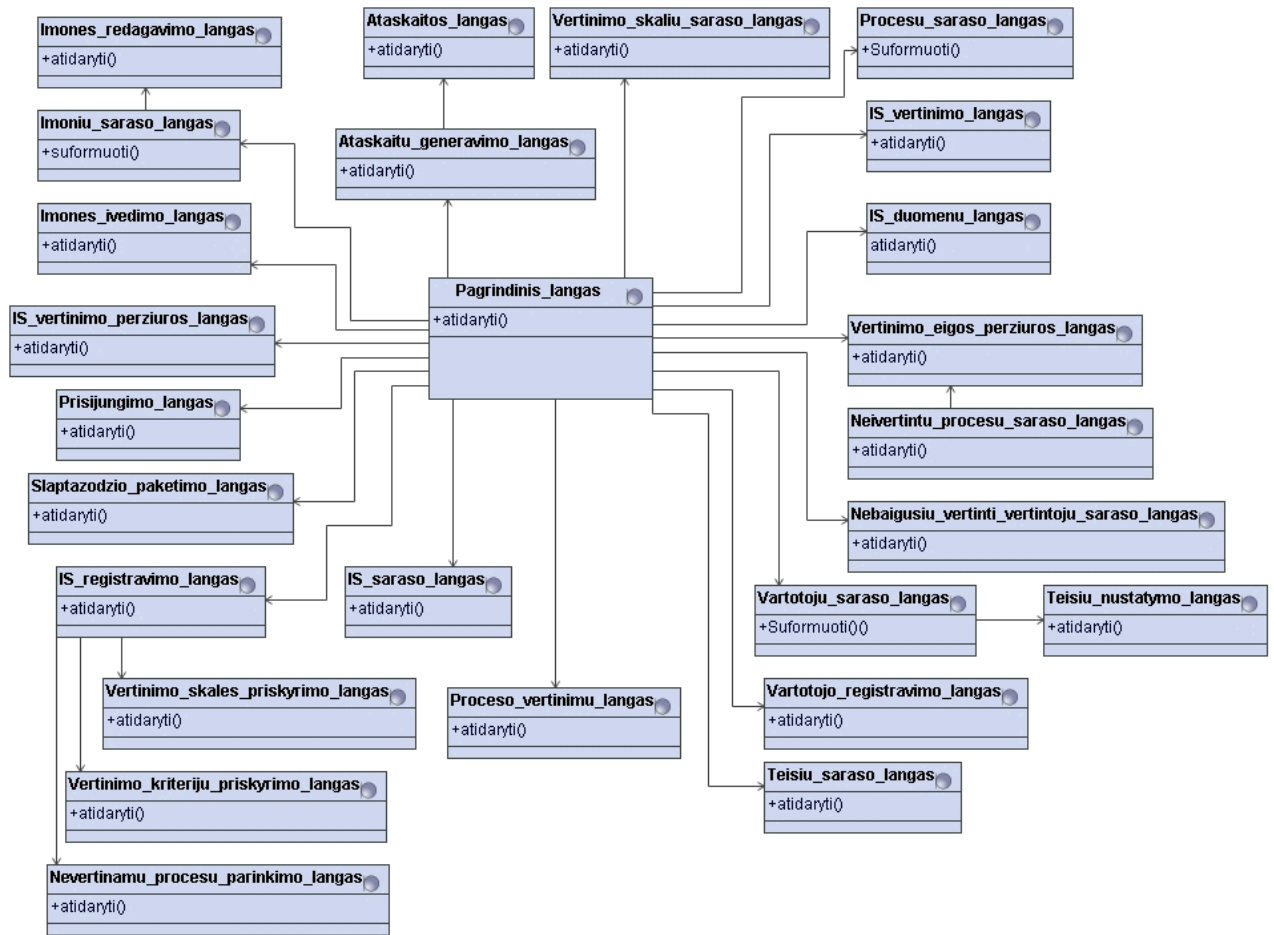 Imones_redagavimo_langas
+atidaryti()
Ataskaitos_langas
+atidaryti()
Vertinimo_skaliu_saraso_langas
+atidaryti()
Procesu_saraso_langas
+Suformuoti()
Imoniu_saraso_langas
+suformuoti()
Ataskaitu_generavimo_langas
+atidaryti()
IS_vertinimo_langas
+atidaryti()
Imones_ivedimo_langas
+atidaryti()
IS_duomenu_langas
atidaryti()
Pagrindinis_langas
+atidaryti()
IS_vertinimo_perziuros_langas
+atidaryti()
Vertinimo_eigos_perziuros_langas
+atidaryti()
Prisijungimo_langas
+atidaryti()
Neivertintu_procesu_saraso_langas
+atidaryti()
Slaptazodzio_paketimo_langas
+atidaryti()
Nebaigusiu_vertinti_vertintoju_saraso_langas
+atidaryti()
IS_registravimo_langas
+atidaryti()
IS_saraso_langas
+atidaryti()
Vartotoju_saraso_langas
+Suformuoti()()
Teisiu_nustatymo_langas
+atidaryti()
Vertinimo_skales_priskyrimo_langas
+atidaryti()
Proceso_vertinimu_langas
+atidaryti()
Vartotojo_registravimo_langas
+atidaryti()
Vertinimo_kriteriju_priskyrimo_langas
+atidaryti()
Teisiu_saraso_langas
+atidaryti()
Nevertinamu_procesu_parinkimo_langas
+atidaryti()